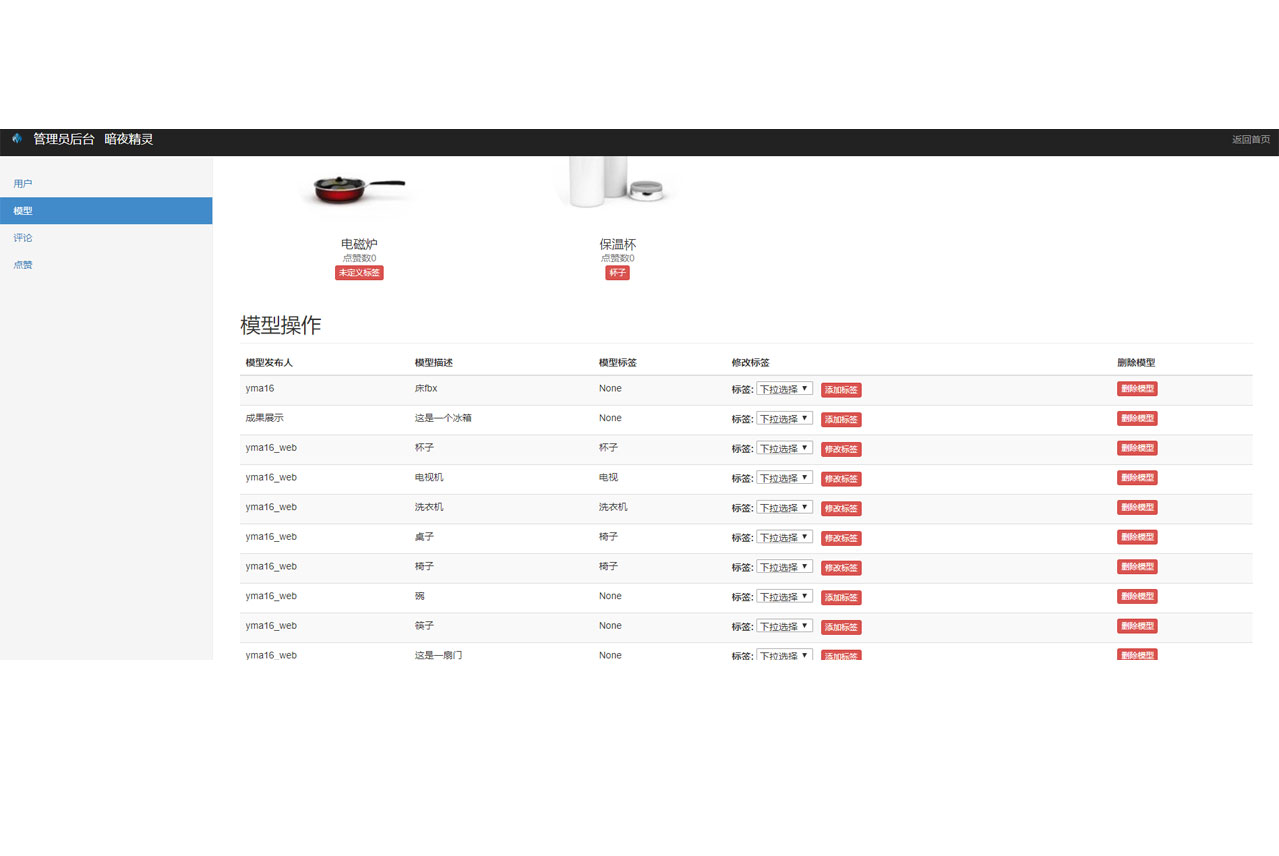 管理员后台 暗夜精灵 返回首页
用户
模型
评论
点赞
电磁炉 保温杯
点赞数0 点赞数0
未定义标签 杯子
模型操作
模型发布人 模型描述 模型标签 修改标签 删除模型
yma16 床fbx None 标签: 下拉选择 添加标签 删除模型
成果展示 这是一个冰箱 None 标签: 下拉选择 添加标签 删除模型
yma16_web 杯子 杯子 标签: 下拉选择 修改标签 删除模型
yma16_web 电视机 电视 标签: 下拉选择 修改标签 删除模型
yma16_web 洗衣机 洗衣机 标签: 下拉选择 修改标签 删除模型
yma16_web 桌子 椅子 标签: 下拉选择 修改标签 删除模型
yma16_web 椅子 椅子 标签: 下拉选择 修改标签 删除模型
yma16_web 碗 None 标签: 下拉选择 添加标签 删除模型
yma16_web 筷子 None 标签: 下拉选择 添加标签 删除模型
yma16_web 这是一扇门 None 标签: 下拉选择 添加标签 删除模型